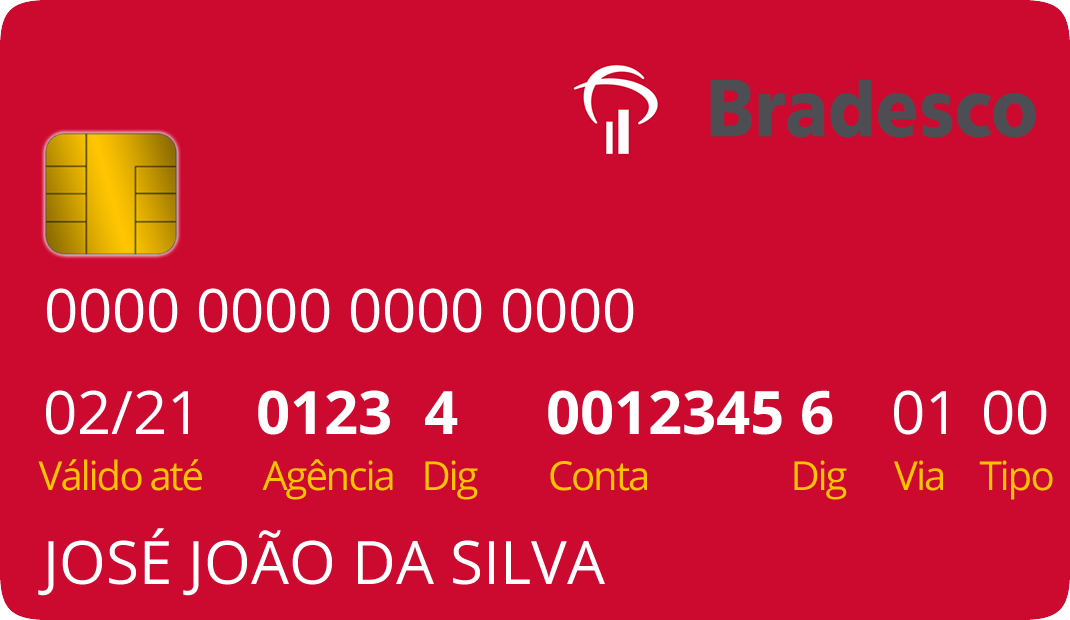 Bradesco
0000 0000 0000 0000
02/21 0123 4 0012345 6 01 00
Válido até Agência Dig Conta Dig Via Tipo
JOSÉ JOÃO DA SILVA